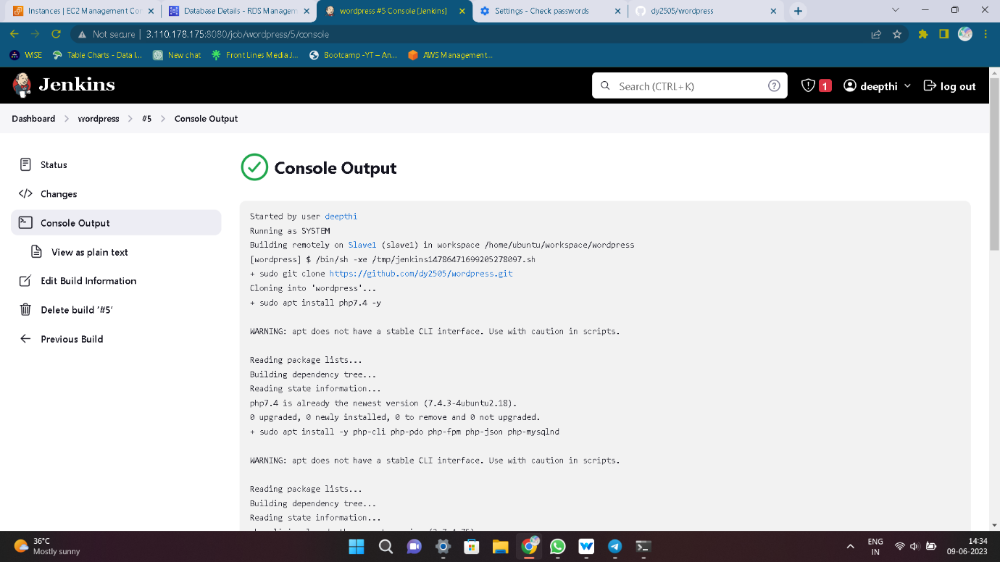 Instances | EC2 Management Con
Database Details - RDS Managem
wordpress #5 Console [Jenkins]
Settings - Check passwords
dy2505/wordpress
Not secure | 3.110.178.175:8080/job/wordpress/5/console
WISE
Table Charts - Data I...
New chat
Front Lines Media J...
Bootcamp -YT – An...
AWS Management...
Jenkins
Search (CTRL+K)
1
deepthi
log out
Dashboard
wordpress
#5
Console Output
Status
Changes
Console Output
View as plain text
Edit Build Information
Delete build ‘#5’
Previous Build
Console Output
Started by user deepthi
Running as SYSTEM
Building remotely on Slave1 (slave1) in workspace /home/ubuntu/workspace/wordpress
[wordpress] $ /bin/sh -xe /tmp/jenkins14786471699205278097.sh
+ sudo git clone https://github.com/dy2505/wordpress.git
Cloning into 'wordpress'...
+ sudo apt install php7.4 -y
WARNING: apt does not have a stable CLI interface. Use with caution in scripts.
Reading package lists...
Building dependency tree...
Reading state information...
php7.4 is already the newest version (7.4.3-4ubuntu2.18).
0 upgraded, 0 newly installed, 0 to remove and 0 not upgraded.
+ sudo apt install -y php-cli php-pdo php-fpm php-json php-mysqlnd
WARNING: apt does not have a stable CLI interface. Use with caution in scripts.
Reading package lists...
Building dependency tree...
Reading state information...
36°C
Mostly sunny
ENG
IN
14:34
09-06-2023